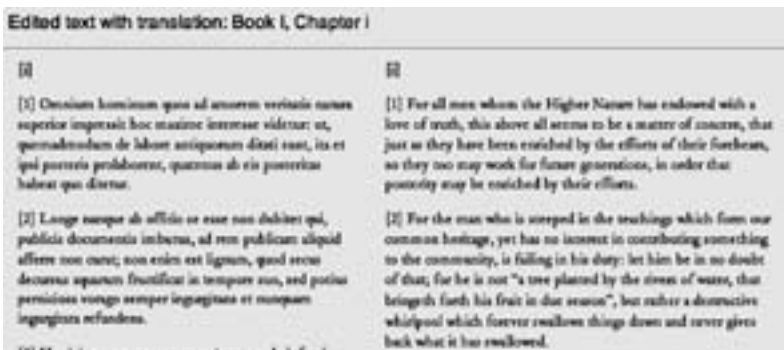 Edited text with translation: Book I, Chapter i
[i]
[1] Omnium hominum quos ad amorem veritatis natura
superior impressit hoc maxime interesse videtur: ut,
quemadmodum de labore antiquorum ditati sunt, ita et
ipsi posteris prolaborent, quatenus ab eis posteritas
habeat quo ditetur.
[2] Longe namque ab offitio se esse non dubitet qui,
publicis documentis imbutus, ad rem publicam aliquid
afferre non curat; non enim est lignum, quod secus
decursus aquarum fructificat in tempore suo, sed potius
perniciosa vorago semper ingurgitans et nunquam
ingurgitata refundens.
[i]
[1] For all men whom the Higher Nature has endowed with a
love of truth, this above all seems to be a matter of concern, that
just as they have been enriched by the efforts of their forebears,
so they too may work for future generations, in order that
posterity may be enriched by their efforts.
[2] For the man who is steeped in the teachings which form our
common heritage, yet has no interest in contributing something
to the community, is failing in his duty: let him be in no doubt
of that; for he is not “a tree planted by the rivers of water, that
bringeth forth his fruit in due season”, but rather a destructive
whirlpool which forever swallows things down and never gives
back what it has swallowed.